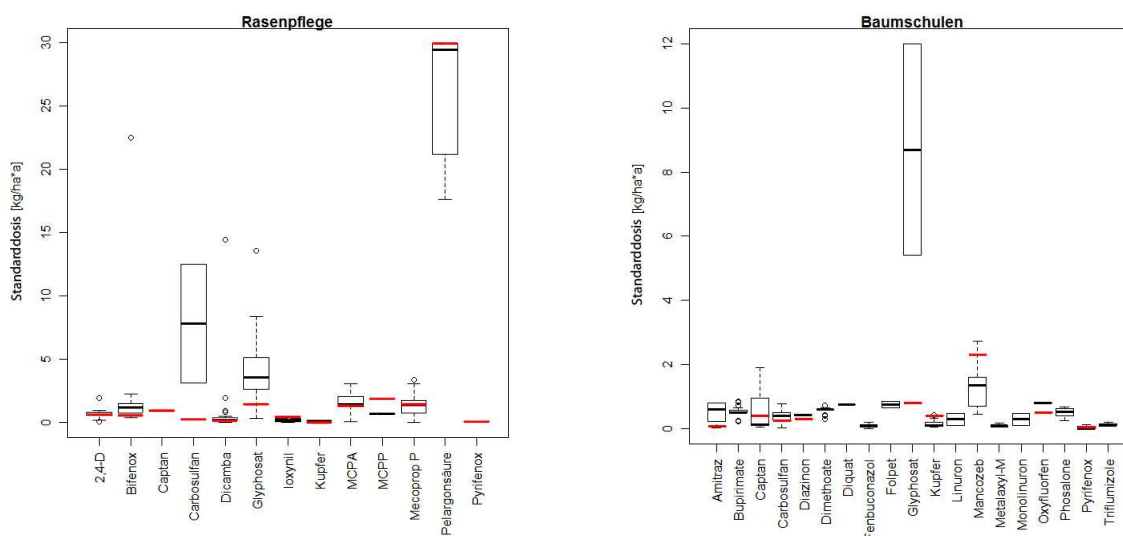 Rasenpflege
Standarddosis [kg/ha*a]
30
25
20
15
10
5
0
2,4-D
Bifenox
Captan
Carbosulfan
Dicamba
Glyphosat
Ioxynil
Kupfer
MCPA
MCPP
Mecoprop P
Pelargonsäure
Pyrifenox
Baumschulen
Standarddosis [kg/ha*a]
12
10
8
6
4
2
0
Amitraz
Bupirimate
Captan
Carbosulfan
Diazinon
Dimethoate
Diquat
Fenbuconazol
Folpet
Glyphosat
Kupfer
Linuron
Mancozeb
Metalaxyl-M
Monolinuron
Oxyfluorfen
Phosalone
Pyrifenox
Triflumizole